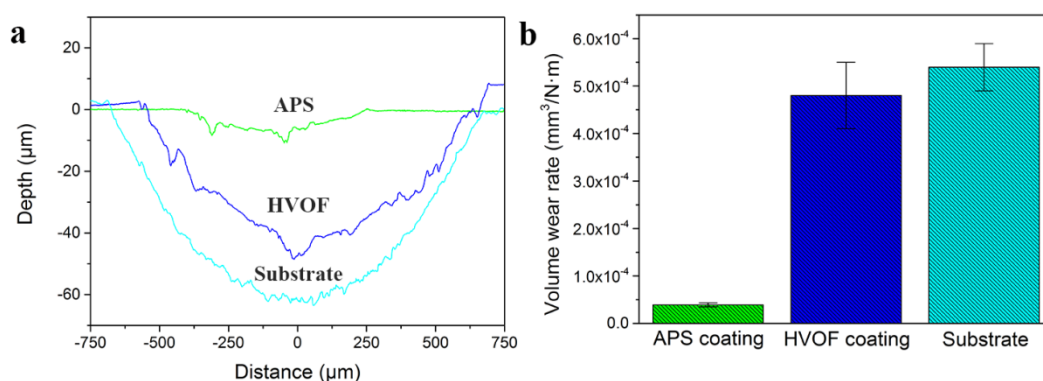 a
20
0
-20
-40
-60
Depth (μm)
APS
HVOF
Substrate
-750 -500 -250 0 250 500 750
Distance (μm)
b
6.0x10⁻⁴
5.0x10⁻⁴
4.0x10⁻⁴
3.0x10⁻⁴
2.0x10⁻⁴
1.0x10⁻⁴
0.0
Volume wear rate (mm³/N·m)
APS coating HVOF coating Substrate